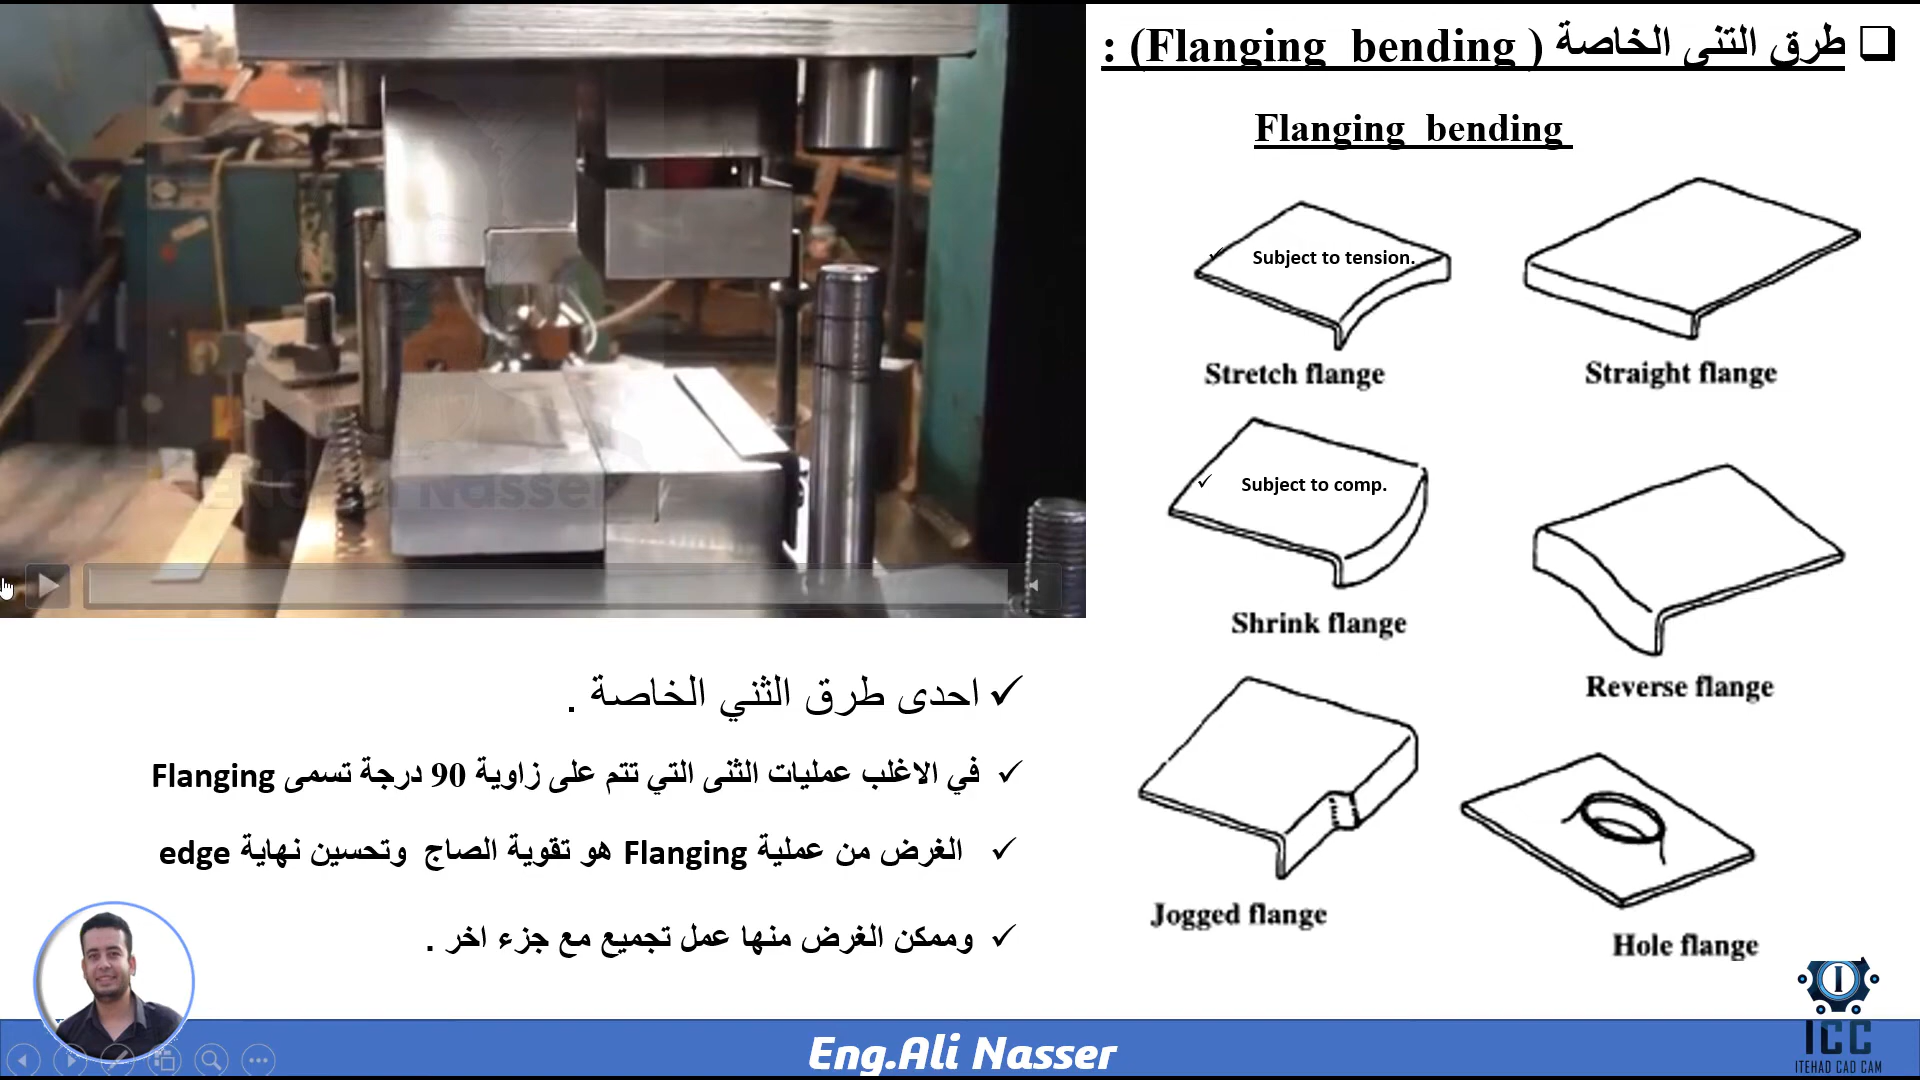 ❑ طرق التنى الخاصة ( Flanging bending) :
Flanging bending
Subject to tension.
Stretch flange
Straight flange
✓ Subject to comp.
Shrink flange
Reverse flange
Jogged flange
Hole flange
✓ احدى طرق الثني الخاصة .
✓ في الاغلب عمليات الثنى التي تتم على زاوية 90 درجة تسمى Flanging
✓ الغرض من عملية Flanging هو تقوية الصاج وتحسين نهاية edge
✓ وممكن الغرض منها عمل تجميع مع جزء اخر .
Eng.Ali Nasser
I
ICC
ITEHAD CAD CAM